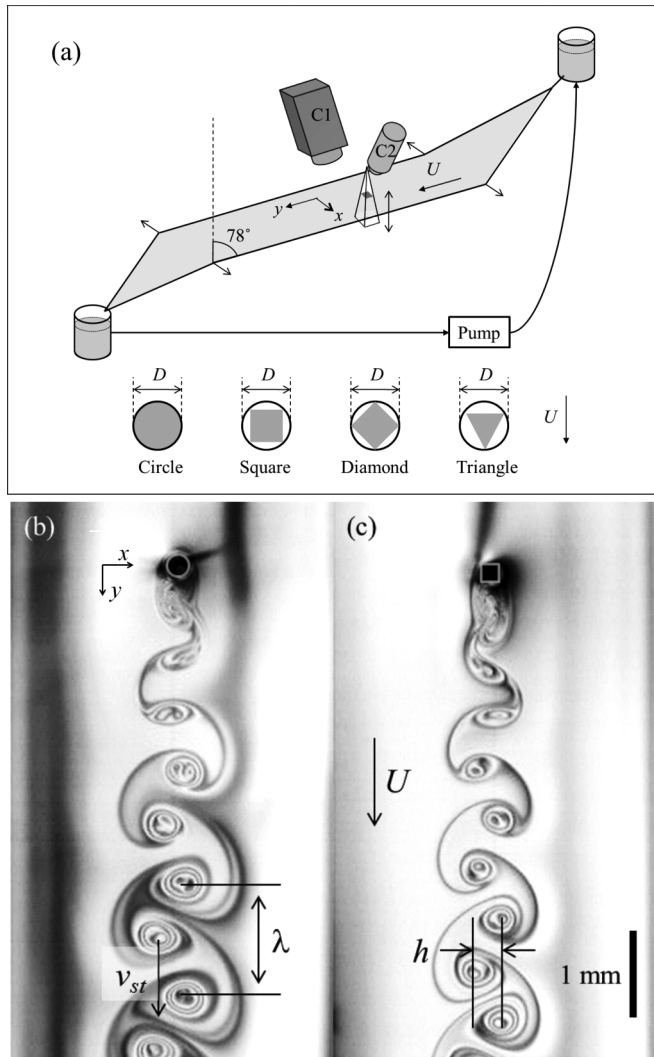 (a)
C1
C2
U
y
x
78°
Pump
D D D D
Circle Square Diamond Triangle
U
(b) (c)
x
y
U
λ
v_st
h
1 mm